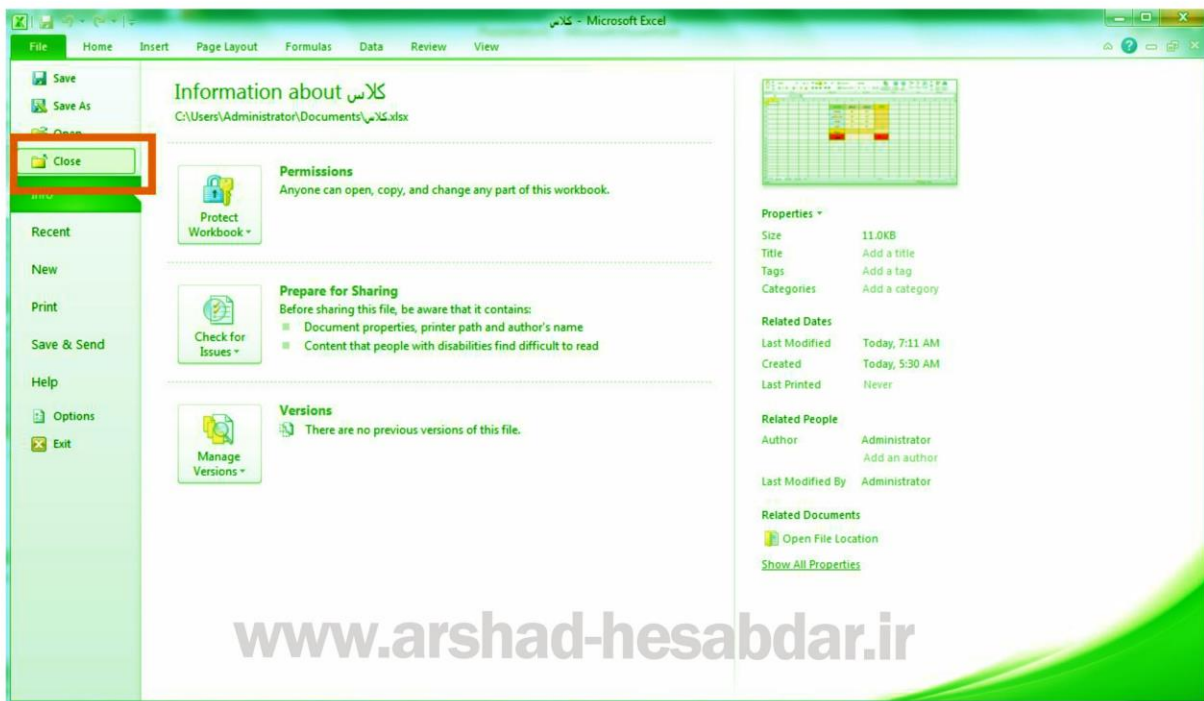 کلاس - Microsoft Excel
File Home Insert Page Layout Formulas Data Review View
Save
Save As
Open
Close
Info
Recent
New
Print
Save & Send
Help
Options
Exit
Information about کلاس
C:\Users\Administrator\Documents\کلاس.xlsx
Protect
Workbook
Permissions
Anyone can open, copy, and change any part of this workbook.
Check for
Issues
Prepare for Sharing
Before sharing this file, be aware that it contains:
Document properties, printer path and author's name
Content that people with disabilities find difficult to read
Manage
Versions
Versions
There are no previous versions of this file.
Properties
Size 11.0KB
Title Add a title
Tags Add a tag
Categories Add a category
Related Dates
Last Modified Today, 7:11 AM
Created Today, 5:30 AM
Last Printed Never
Related People
Author Administrator
Add an author
Last Modified By Administrator
Related Documents
Open File Location
Show All Properties
www.arshad-hesabdar.ir